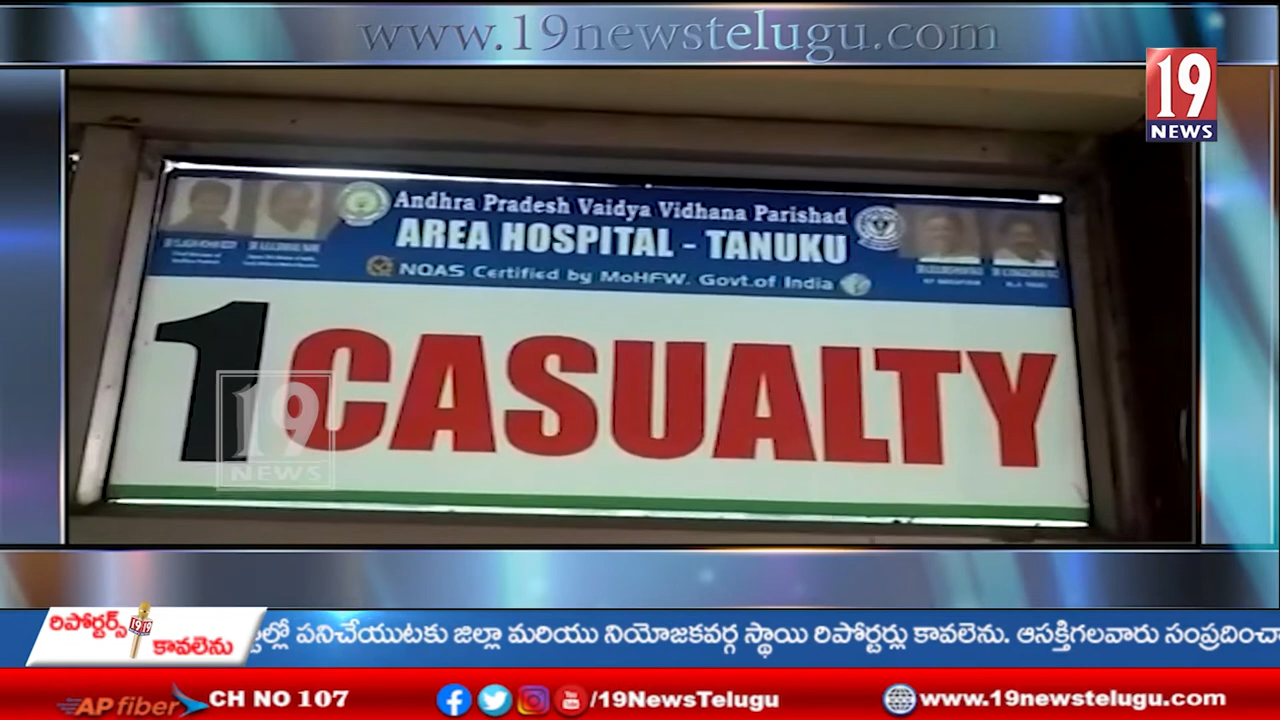 www.19newstelugu.com
19
NEWS
Andhra Pradesh Vaidya Vidhana Parishad
AREA HOSPITAL - TANUKU
NQAS Certified by MoHFW. Govt.of India
1 CASUALTY
19
NEWS
రిపోర్టర్స్ 19 19
కావలెను
పనిచేయుటకు జిల్లా మరియు నియోజకవర్గ స్థాయి రిపోర్టర్లు కావలెను. ఆసక్తిగలవారు
AP fiber CH NO 107 /19NewsTelugu www.19newstelugu.com